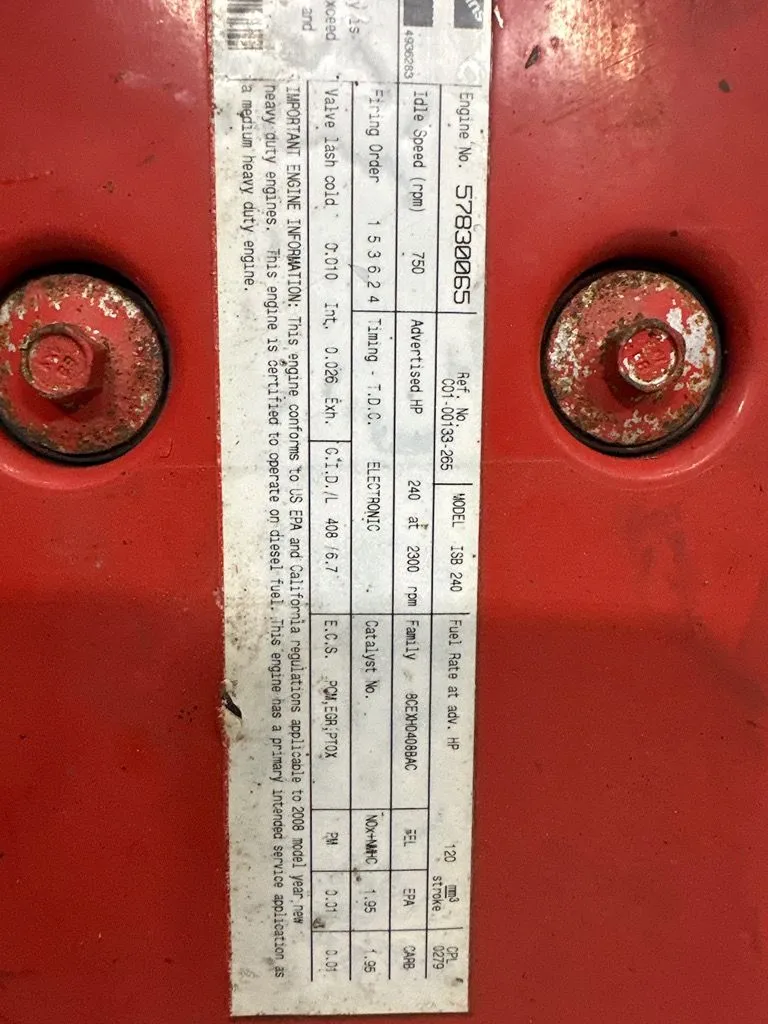 ns
4936283
y is
xceed
and
Engine No. 57830065
Ref. No.
C01-00133-265
MODEL ISB 240
Fuel Rate at adv. HP 120 mm3
stroke
CPL
0279
Idle Speed (rpm) 750
Advertised HP 240 at 2300 rpm
Family 8CEXH0408BAC
FEL EPA CARB
Firing Order 1 5 3 6 2 4
Timing - T.D.C. ELECTRONIC
Catalyst No.
NOx+NMHC 1.95 1.95
Valve lash cold 0.010 Int. 0.026 Exh.
C.I.D./L 408 / 6.7
E.C.S. PCM,EGR,PTOX
PM 0.01 0.01
IMPORTANT ENGINE INFORMATION: This engine conforms to US EPA and California regulations applicable to 2008 model year new
heavy duty engines. This engine is certified to operate on diesel fuel. This engine has a primary intended service application as
a medium heavy duty engine.